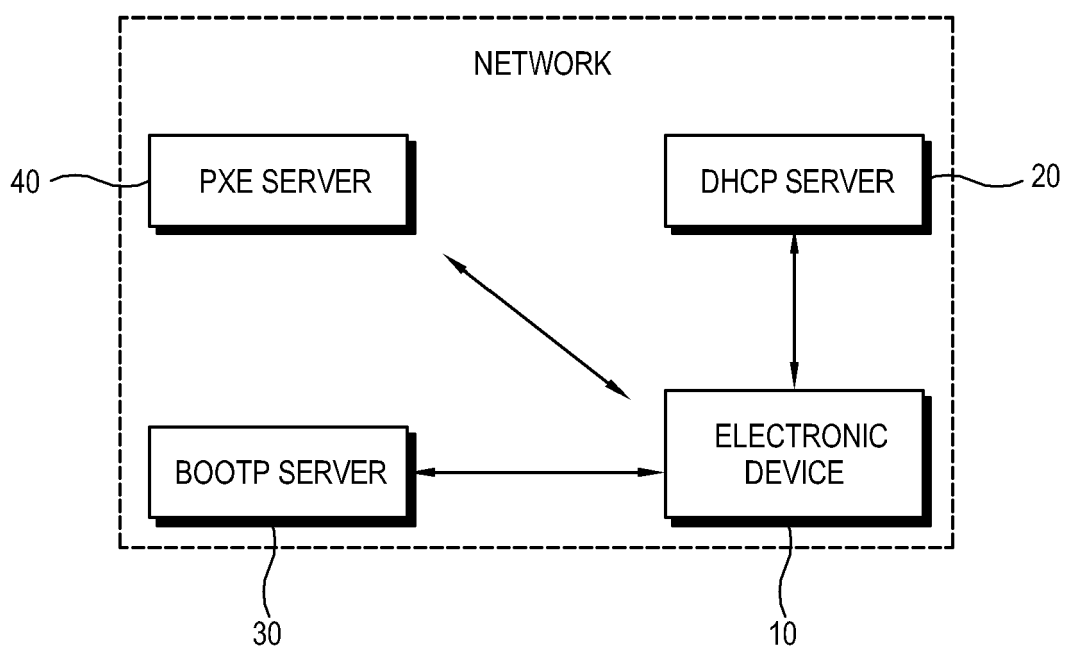 NETWORK
40
PXE SERVER
DHCP SERVER
20
BOOTP SERVER
ELECTRONIC
DEVICE
30
10